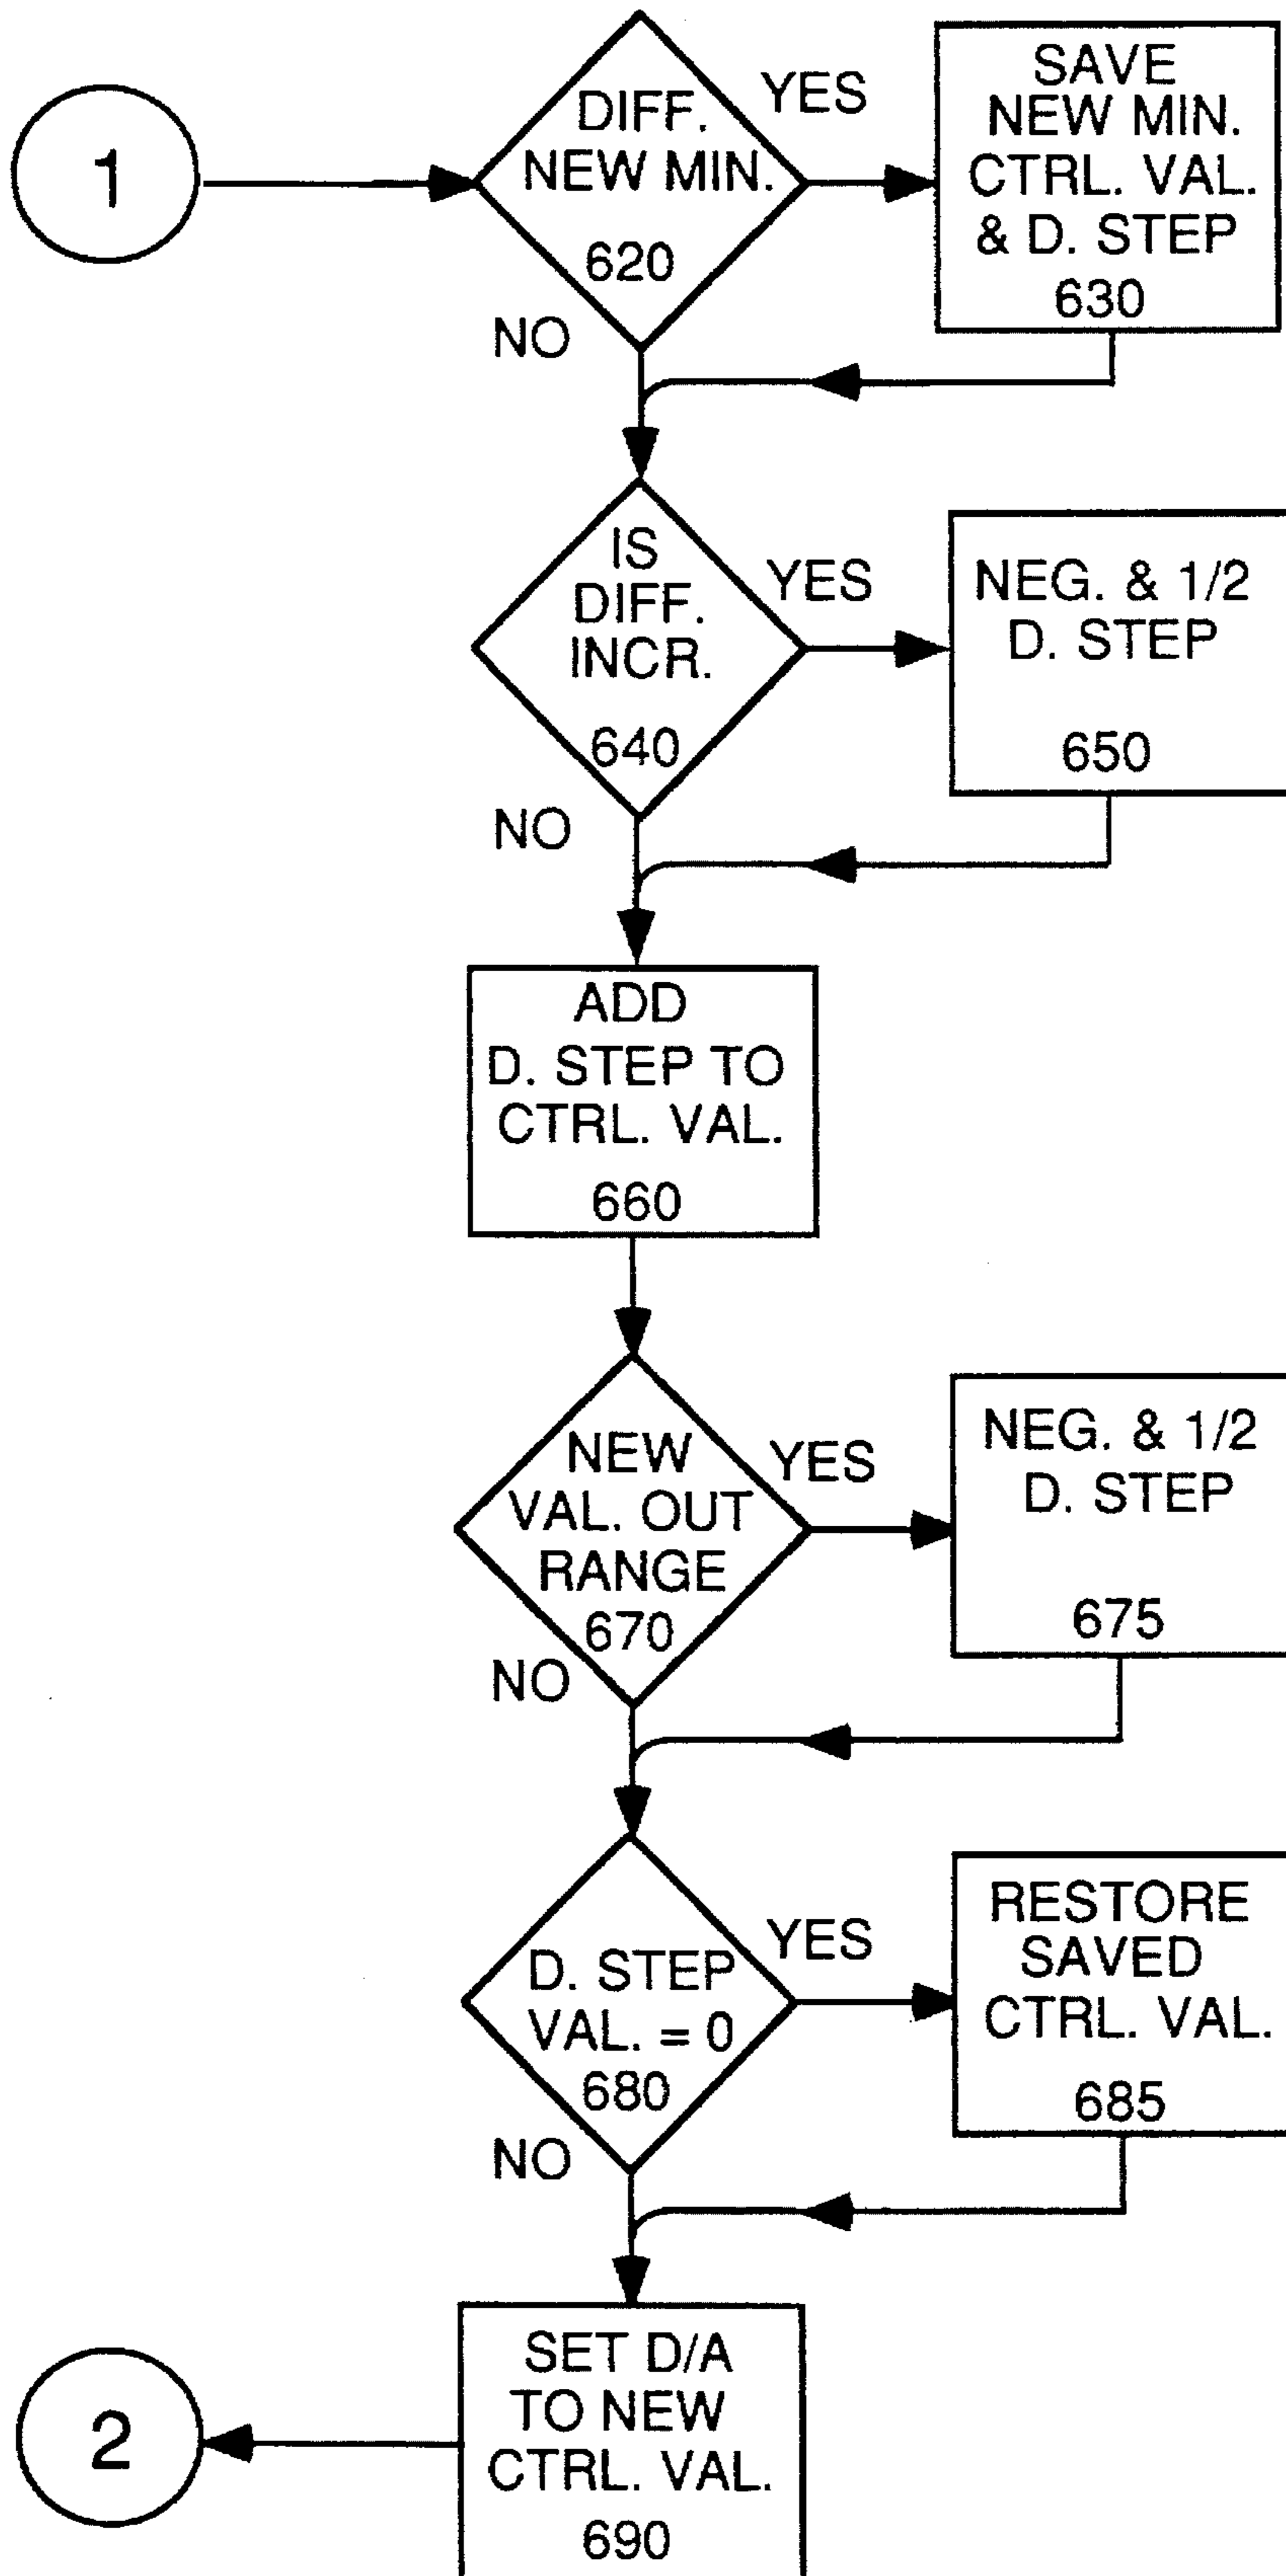 1
DIFF.
NEW MIN.
620
YES
NO
SAVE
NEW MIN.
CTRL. VAL.
& D. STEP
630
IS
DIFF.
INCR.
640
YES
NO
NEG. & 1/2
D. STEP
650
ADD
D. STEP TO
CTRL. VAL.
660
NEW
VAL. OUT
RANGE
670
YES
NO
NEG. & 1/2
D. STEP
675
D. STEP
VAL. = 0
680
YES
NO
RESTORE
SAVED
CTRL. VAL.
685
SET D/A
TO NEW
CTRL. VAL.
690
2